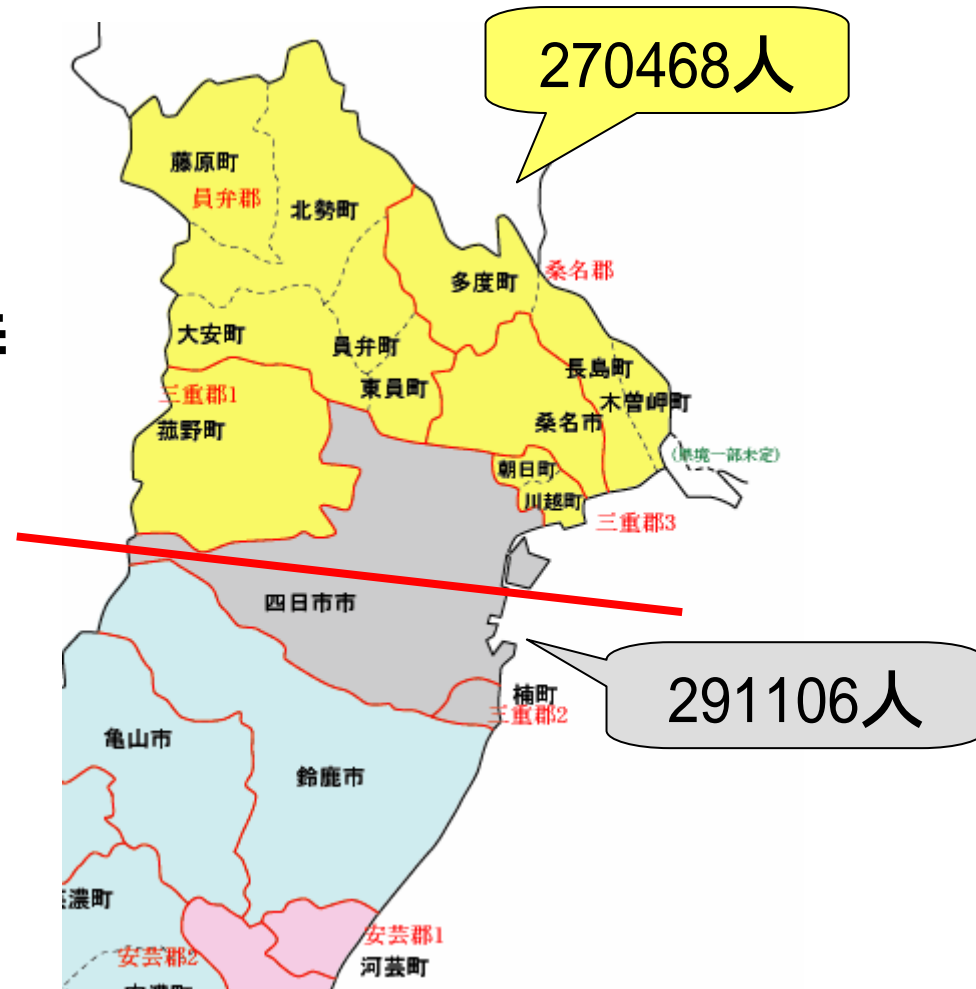 270468人
藤原町
員弁郡
北勢町
多度町
桑名郡
大安町
員弁町
長島町
東員町
三重郡1
木曽岬町
桑名市
菰野町
(県境一部未定)
朝日町
川越町
三重郡3
四日市市
楠町
三重郡2
291106人
亀山市
鈴鹿市
濃町
安芸郡1
安芸郡2
河芸町